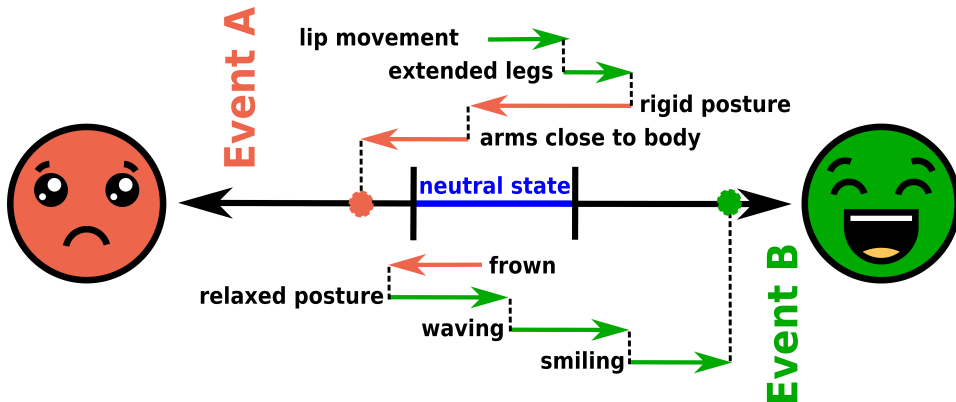 Event A
lip movement
extended legs
rigid posture
arms close to body
neutral state
frown
relaxed posture
waving
smiling
Event B